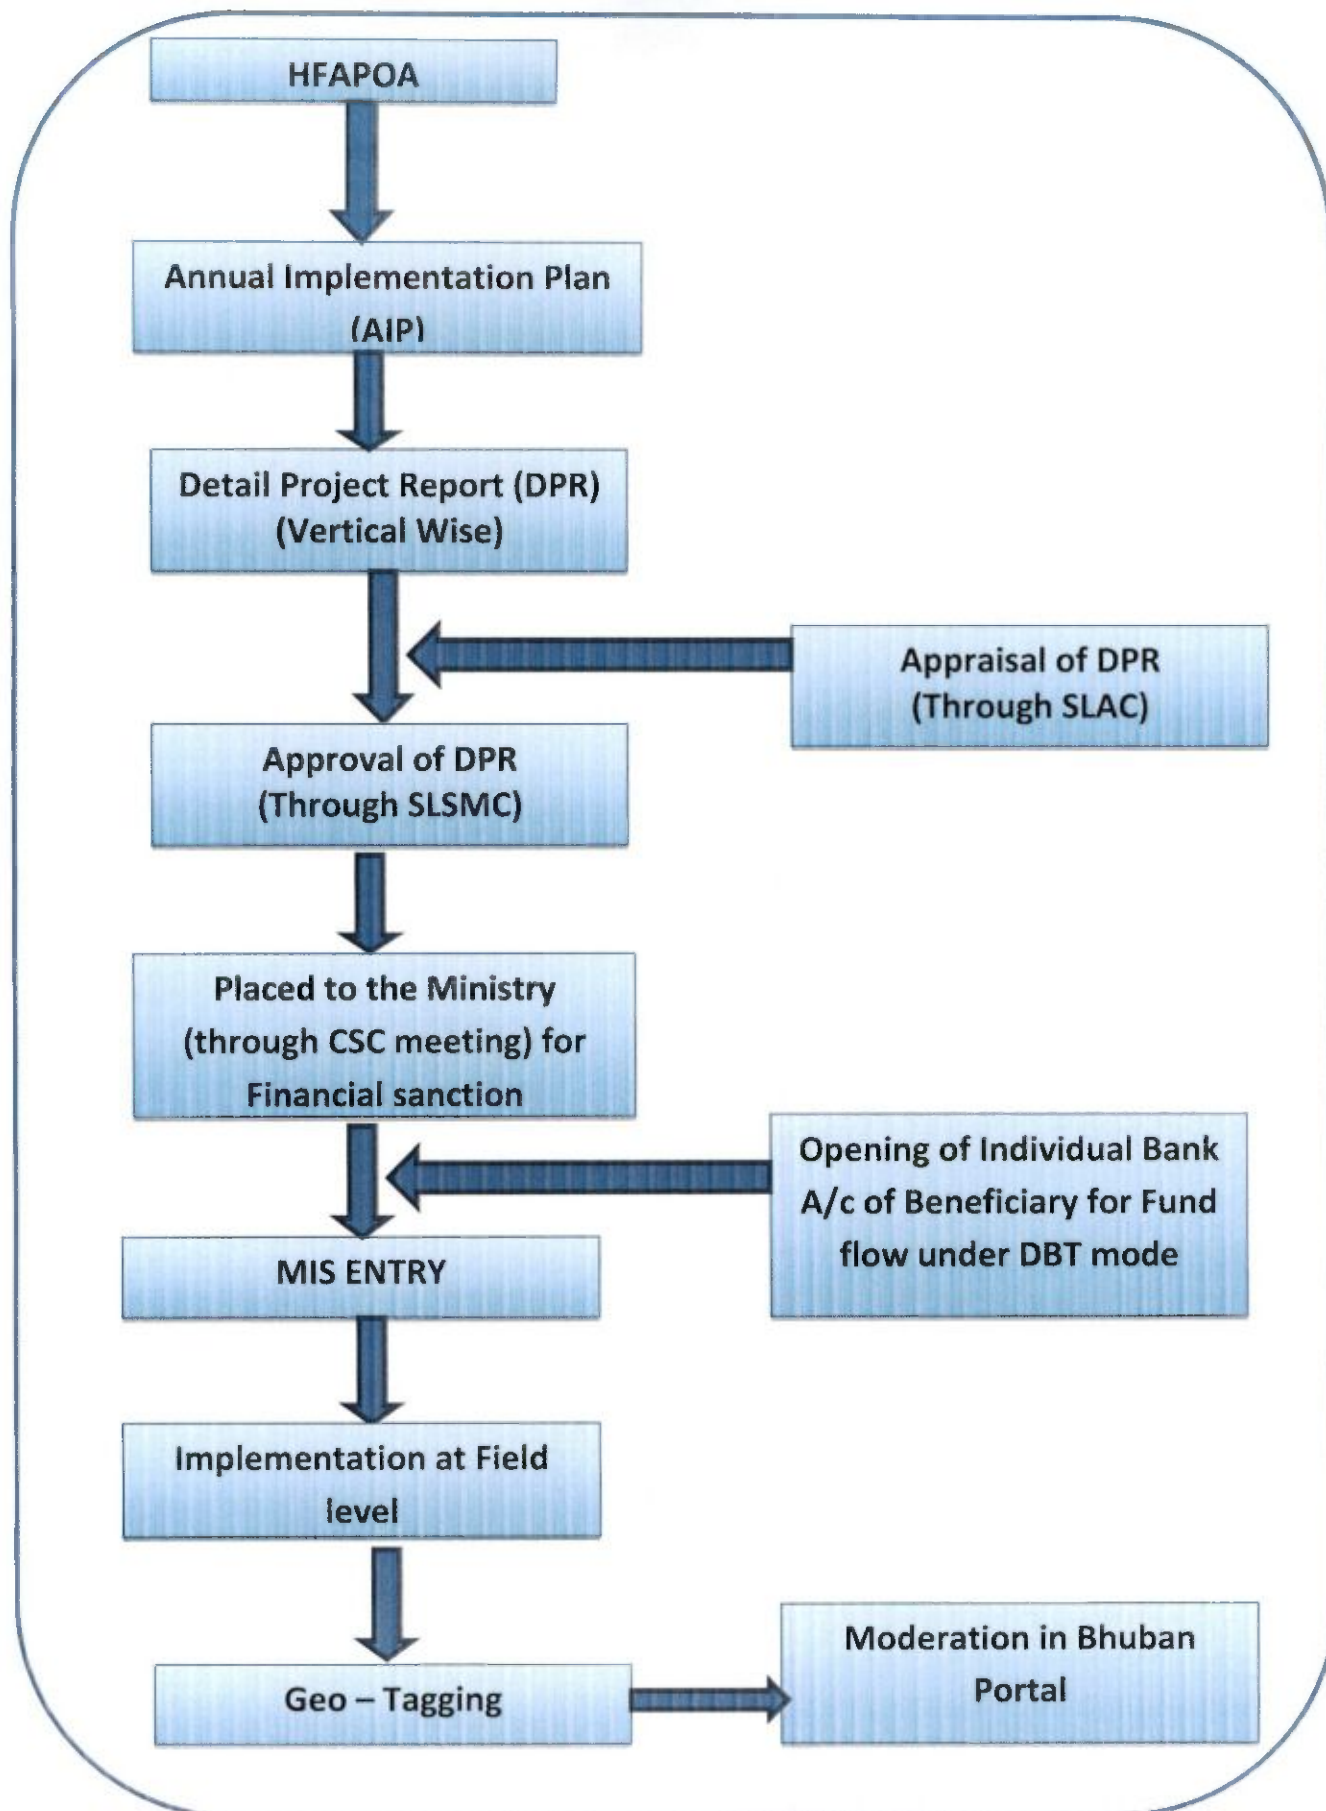 HFAPOA
Annual Implementation Plan
(AIP)
Detail Project Report (DPR)
(Vertical Wise)
Appraisal of DPR
(Through SLAC)
Approval of DPR
(Through SLSMC)
Placed to the Ministry
(through CSC meeting) for
Financial sanction
Opening of Individual Bank
A/c of Beneficiary for Fund
flow under DBT mode
MIS ENTRY
Implementation at Field
level
Geo – Tagging
Moderation in Bhuban
Portal